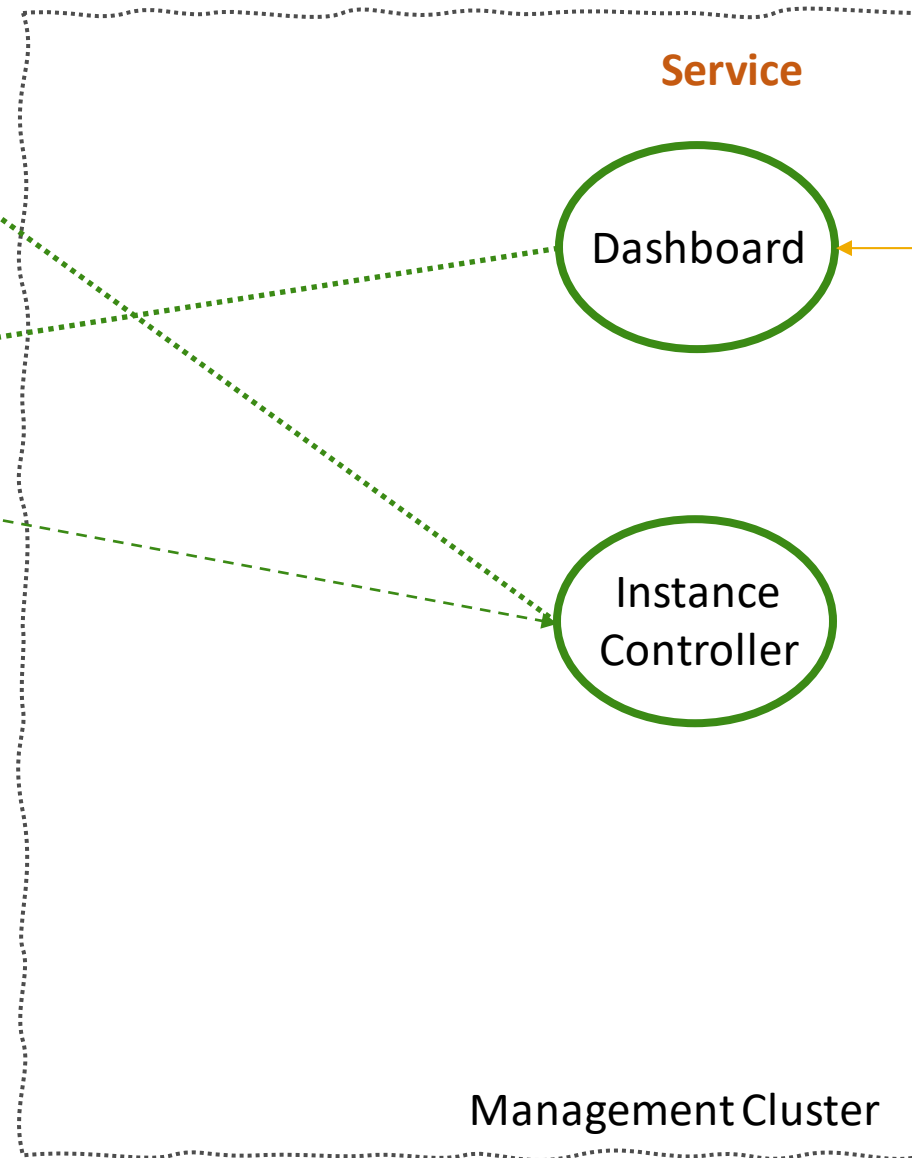 Service
Dashboard
Instance
Controller
Management Cluster